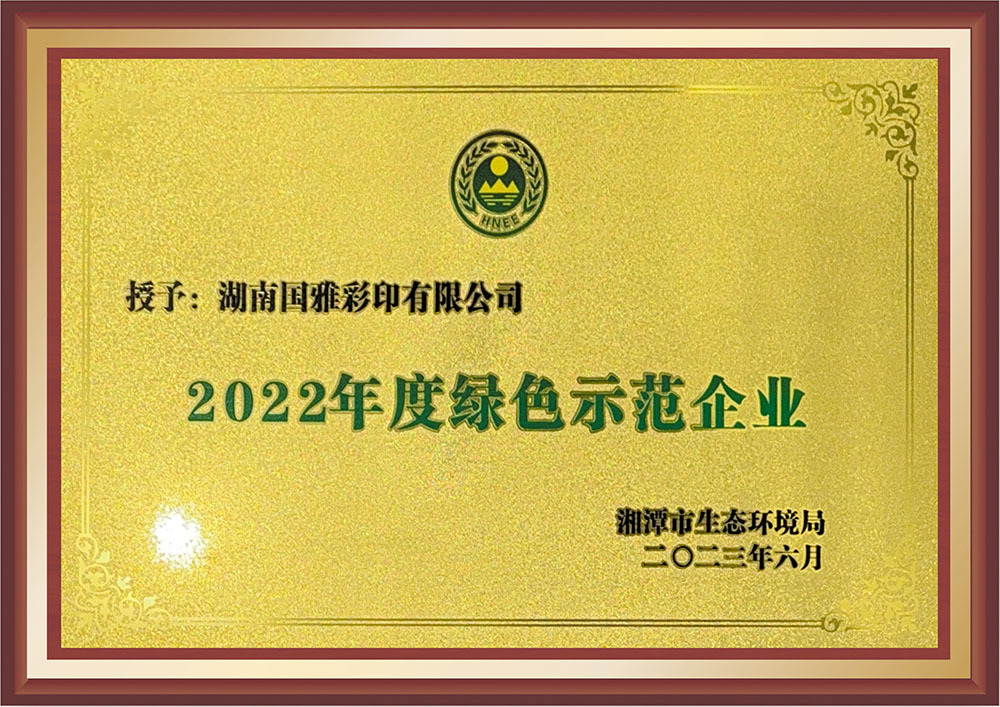 HNEE
授予：湖南国雅彩印有限公司
2022年度绿色示范企业
湘潭市生态环境局
二〇二三年六月